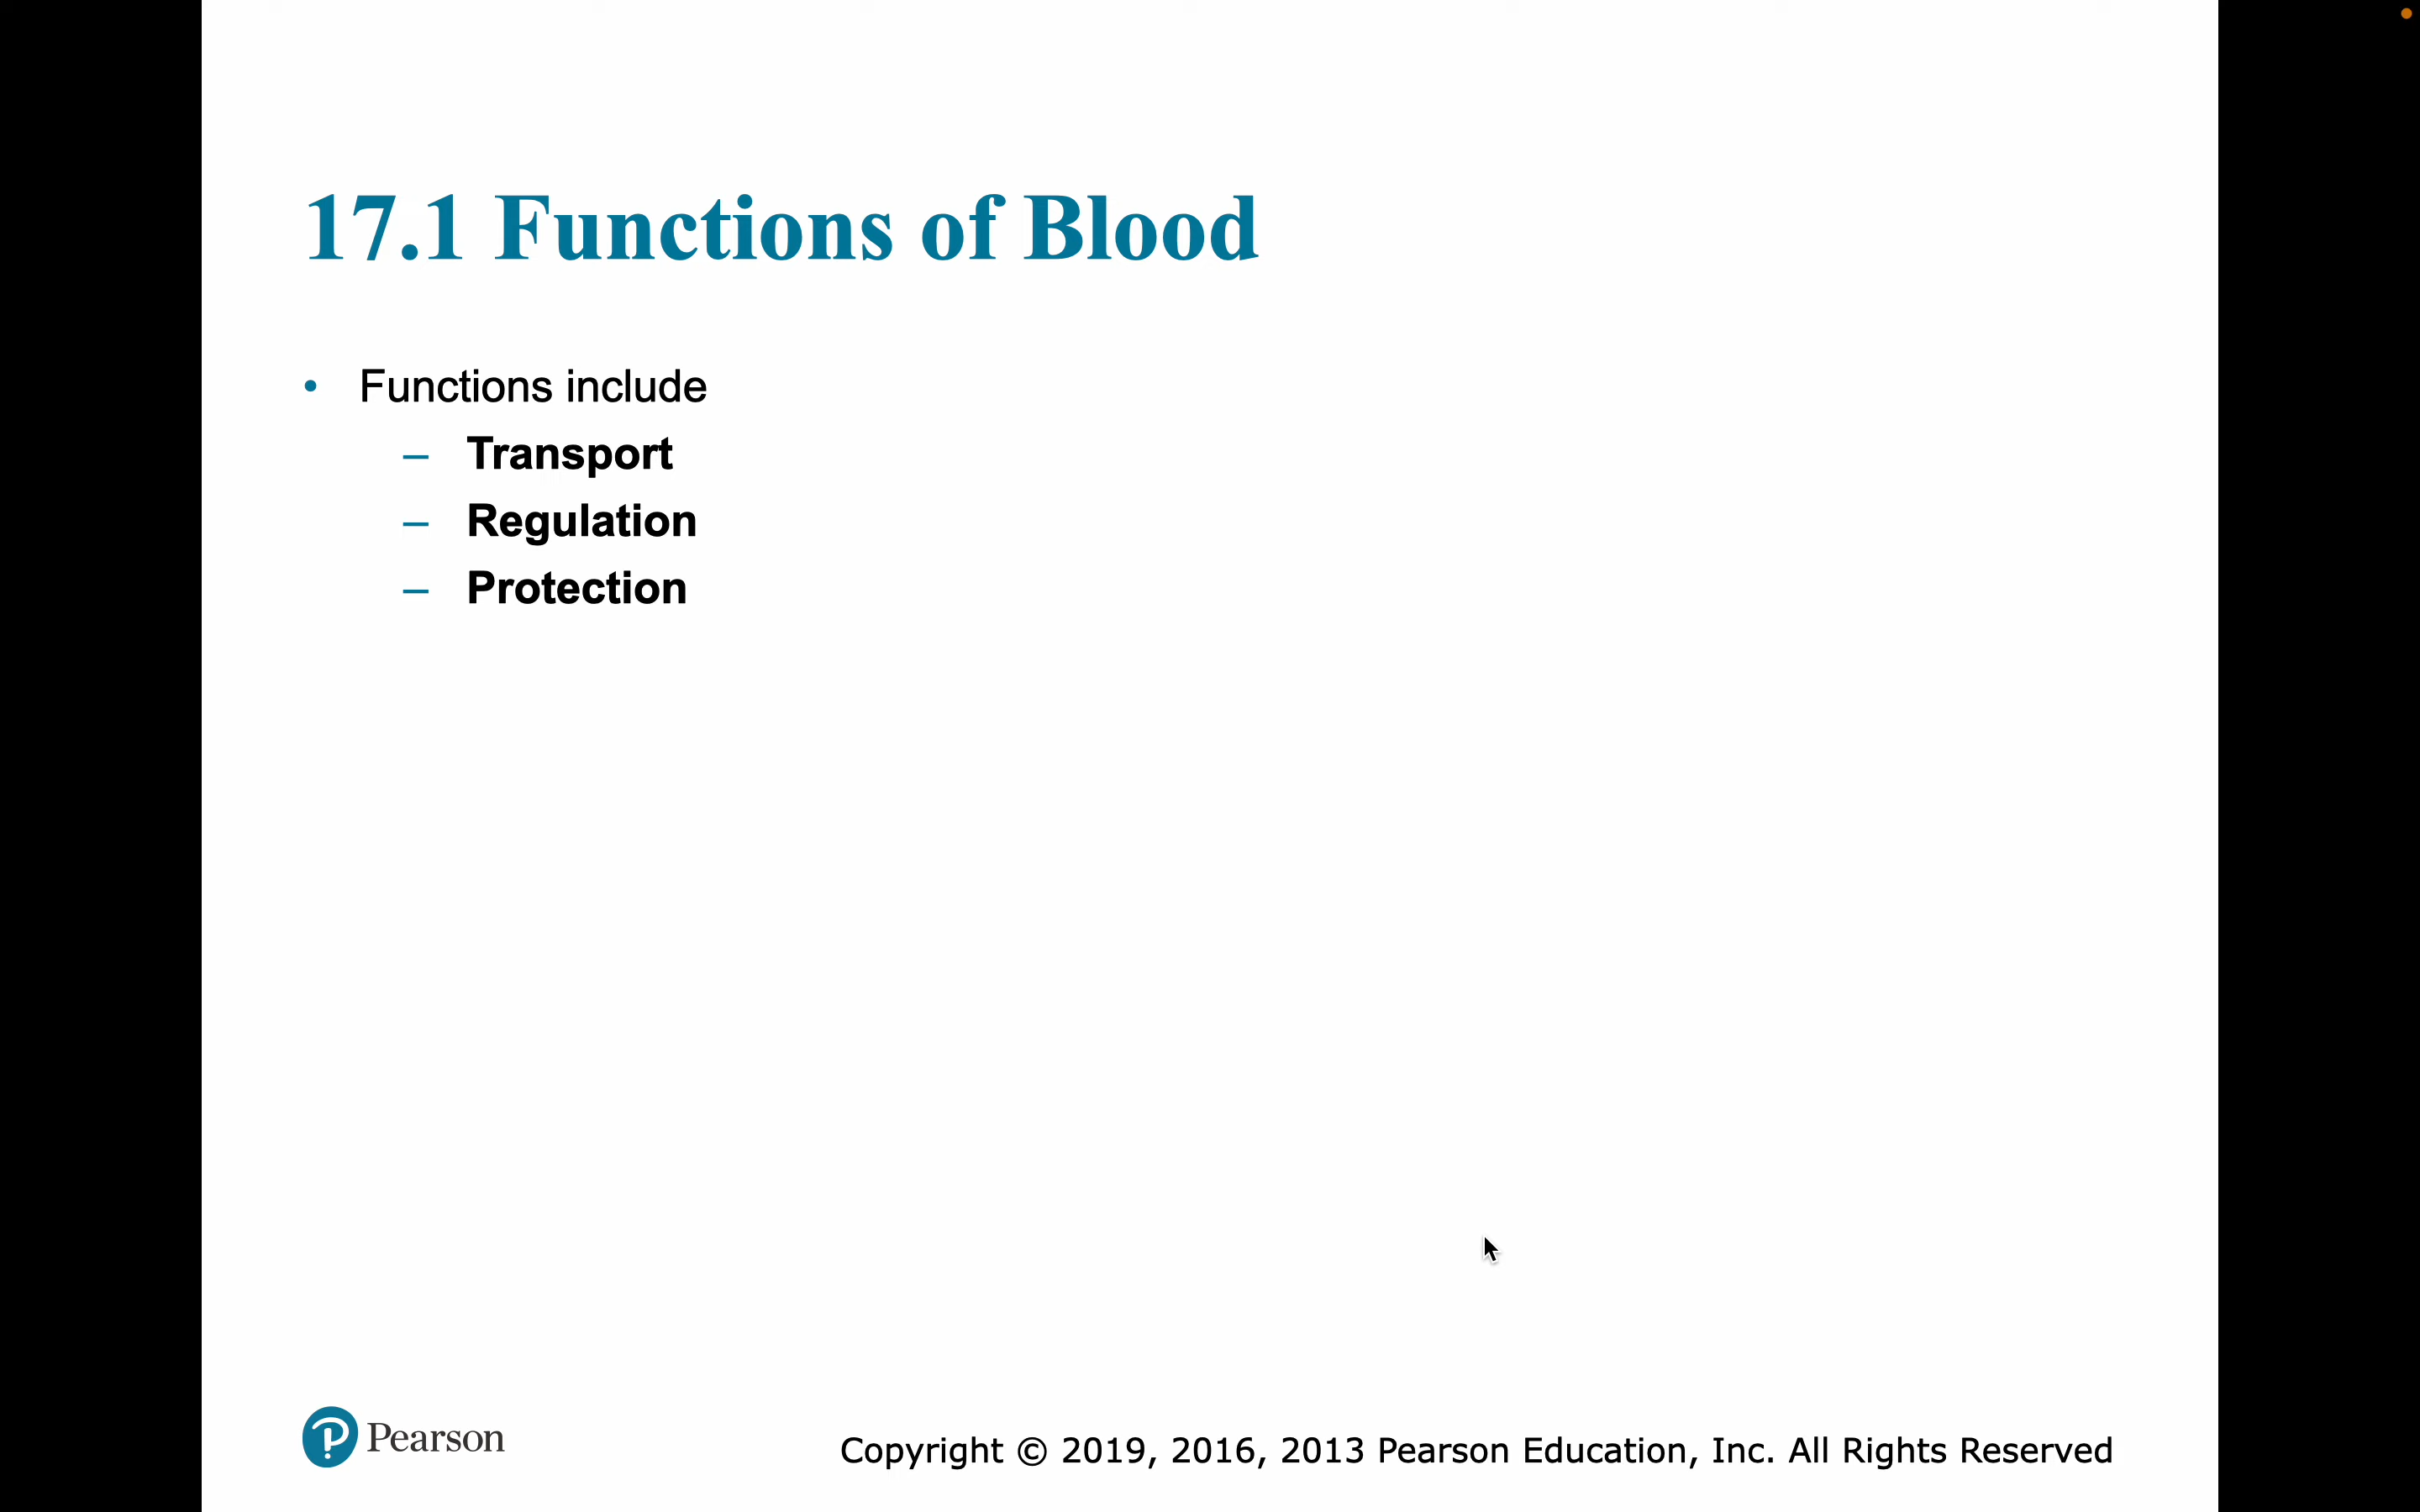 17.1 Functions of Blood
• Functions include
– Transport
– Regulation
– Protection
Pearson
Copyright © 2019, 2016, 2013 Pearson Education, Inc. All Rights Reserved